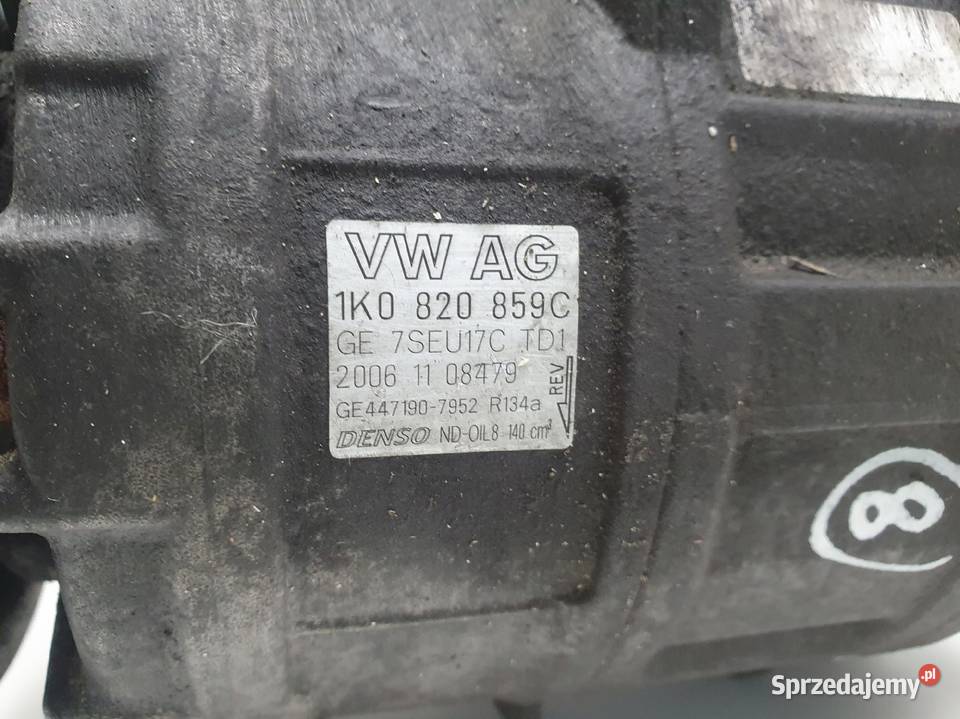 VW AG
1K0 820 859C
GE 7SEU17C TD1
2006 11 08479
REV
GE447190-7952 R134a
DENSO ND-OIL8 140 cm³
8
Sprzedajemy.pl